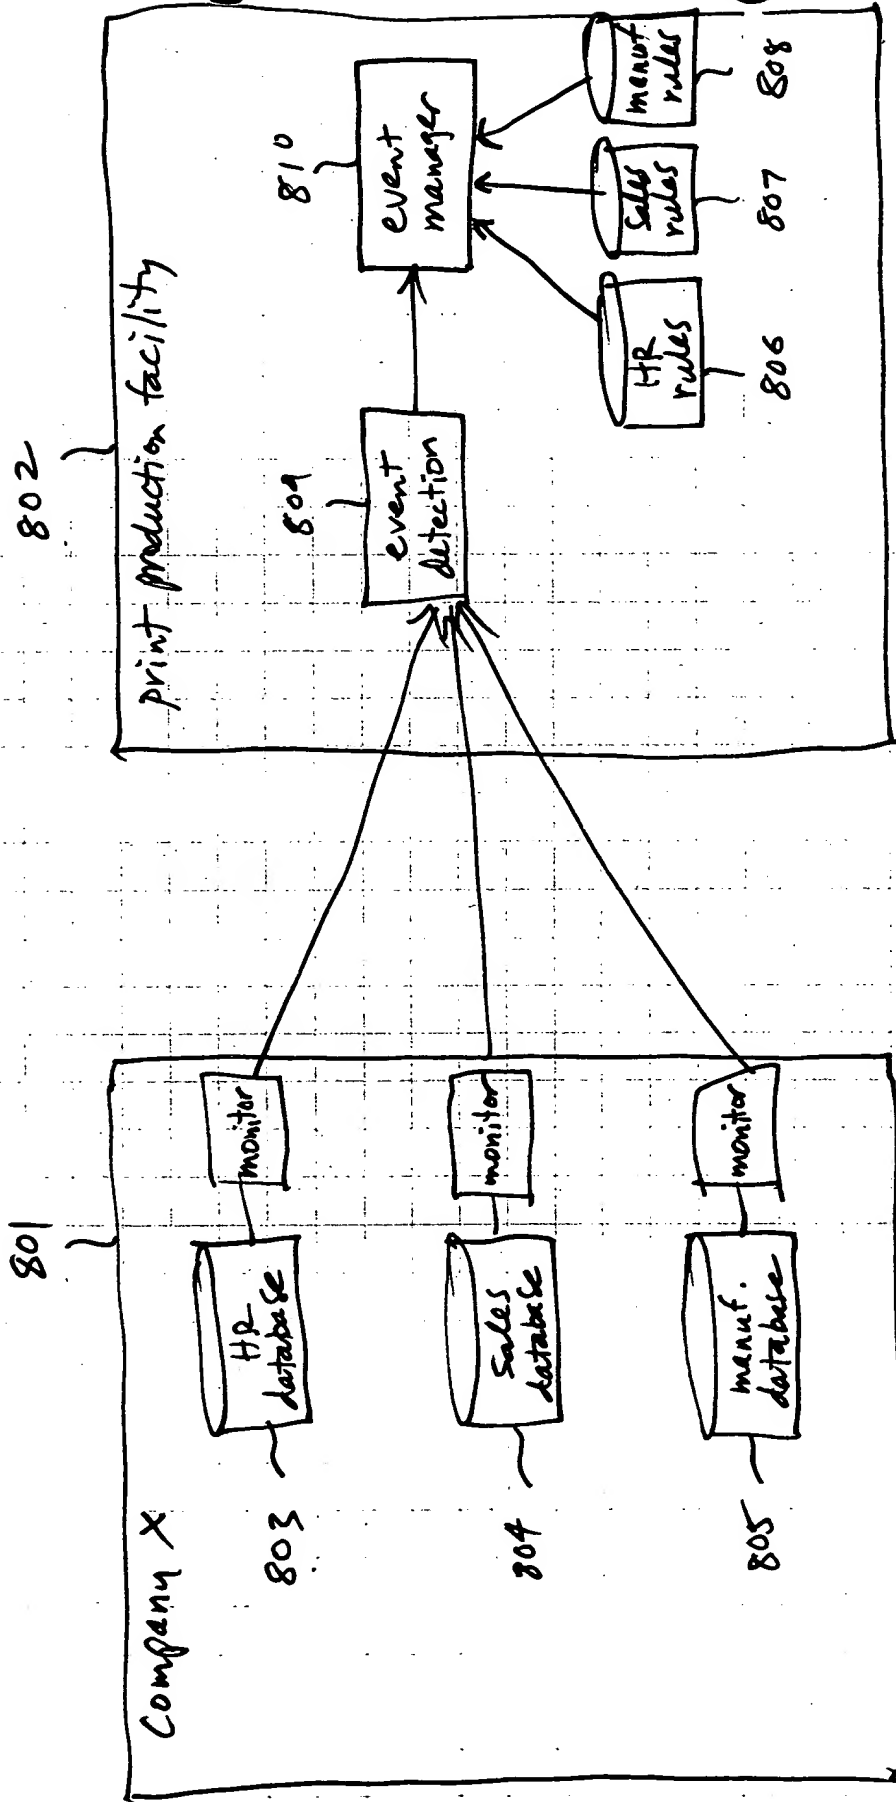 801
Company X
803
HR
database
monitor
804
Sales
database
monitor
805
manuf.
database
monitor
802
print production facility
809
event
detection
810
event
manager
HR
rules
806
Sales
rules
807
manuf
rules
808